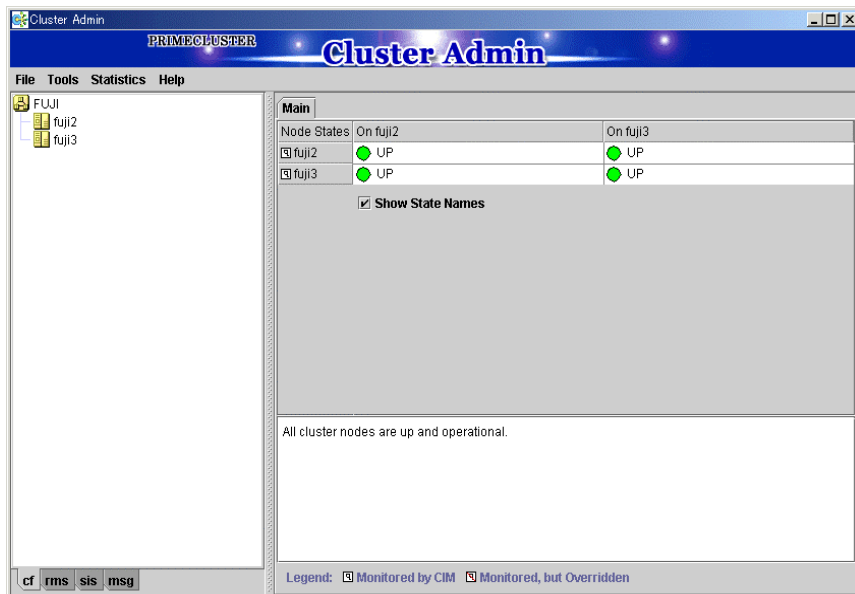 Cluster Admin
PRIMECLUSTER
Cluster Admin
File Tools Statistics Help
FUJI
fuji2
fuji3
Main
Node States On fuji2 On fuji3
fuji2 UP UP
fuji3 UP UP
Show State Names
All cluster nodes are up and operational.
Legend: Monitored by CIM Monitored, but Overridden
cf rms sis msg